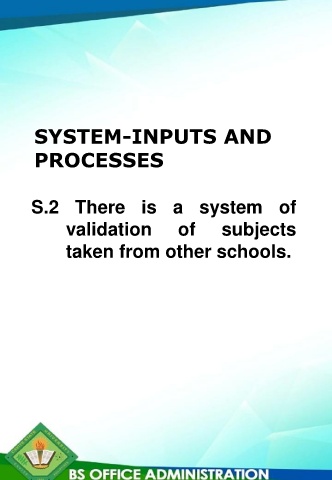 SYSTEM-INPUTS AND
PROCESSES
S.2 There is a system of
validation of subjects
taken from other schools.
BS OFFICE ADMINISTRATION